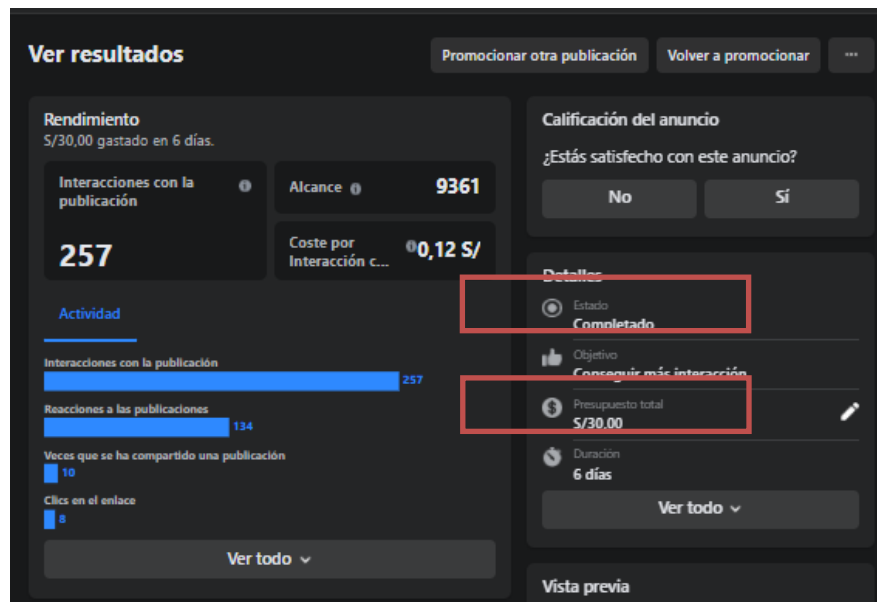 Ver resultados
Promocionar otra publicación
Volver a promocionar
...
Rendimiento
S/30,00 gastado en 6 días.
Interacciones con la
publicación
257
Alcance
9361
Coste por
Interacción c...
0,12 S/
Actividad
Interacciones con la publicación
257
Reacciones a las publicaciones
134
Veces que se ha compartido una publicación
10
Clics en el enlace
8
Ver todo
Calificación del anuncio
¿Estás satisfecho con este anuncio?
No
Sí
Detalles
Estado
Completado
Objetivo
Conseguir más interacción
Presupuesto total
S/30,00
Duración
6 días
Ver todo
Vista previa